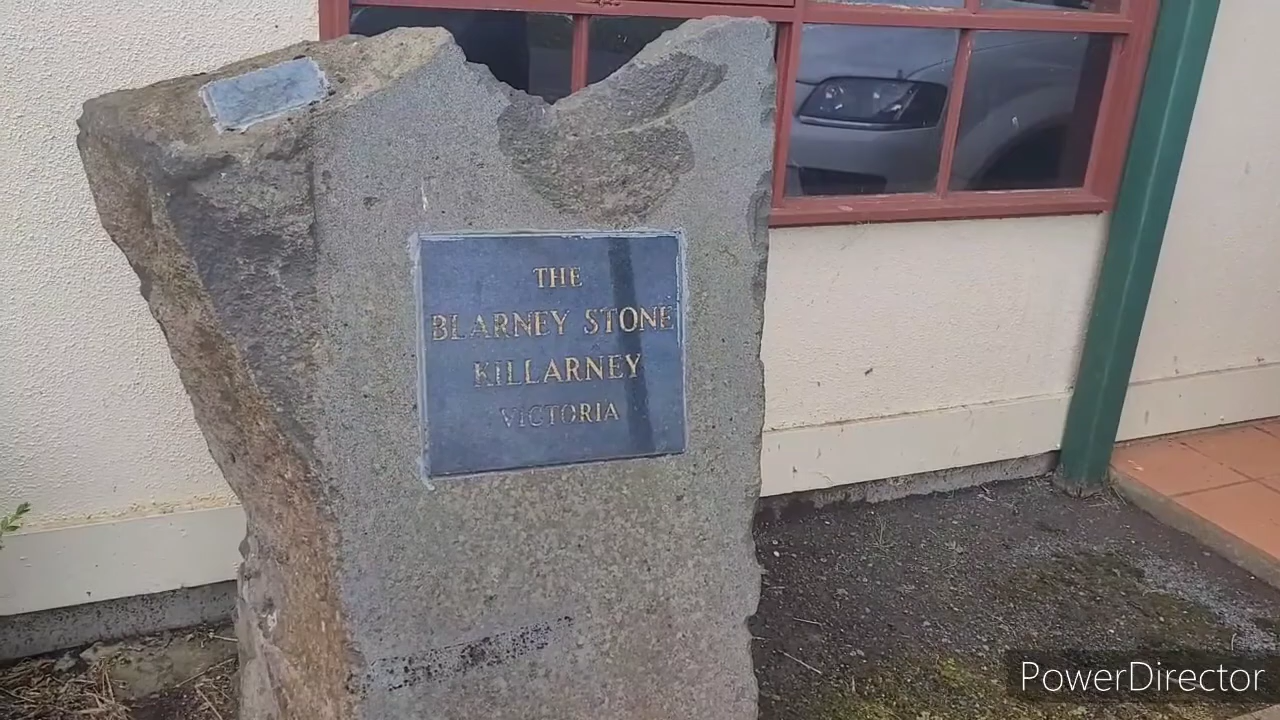 THE
BLARNEY STONE
KILLARNEY
VICTORIA
PowerDirector